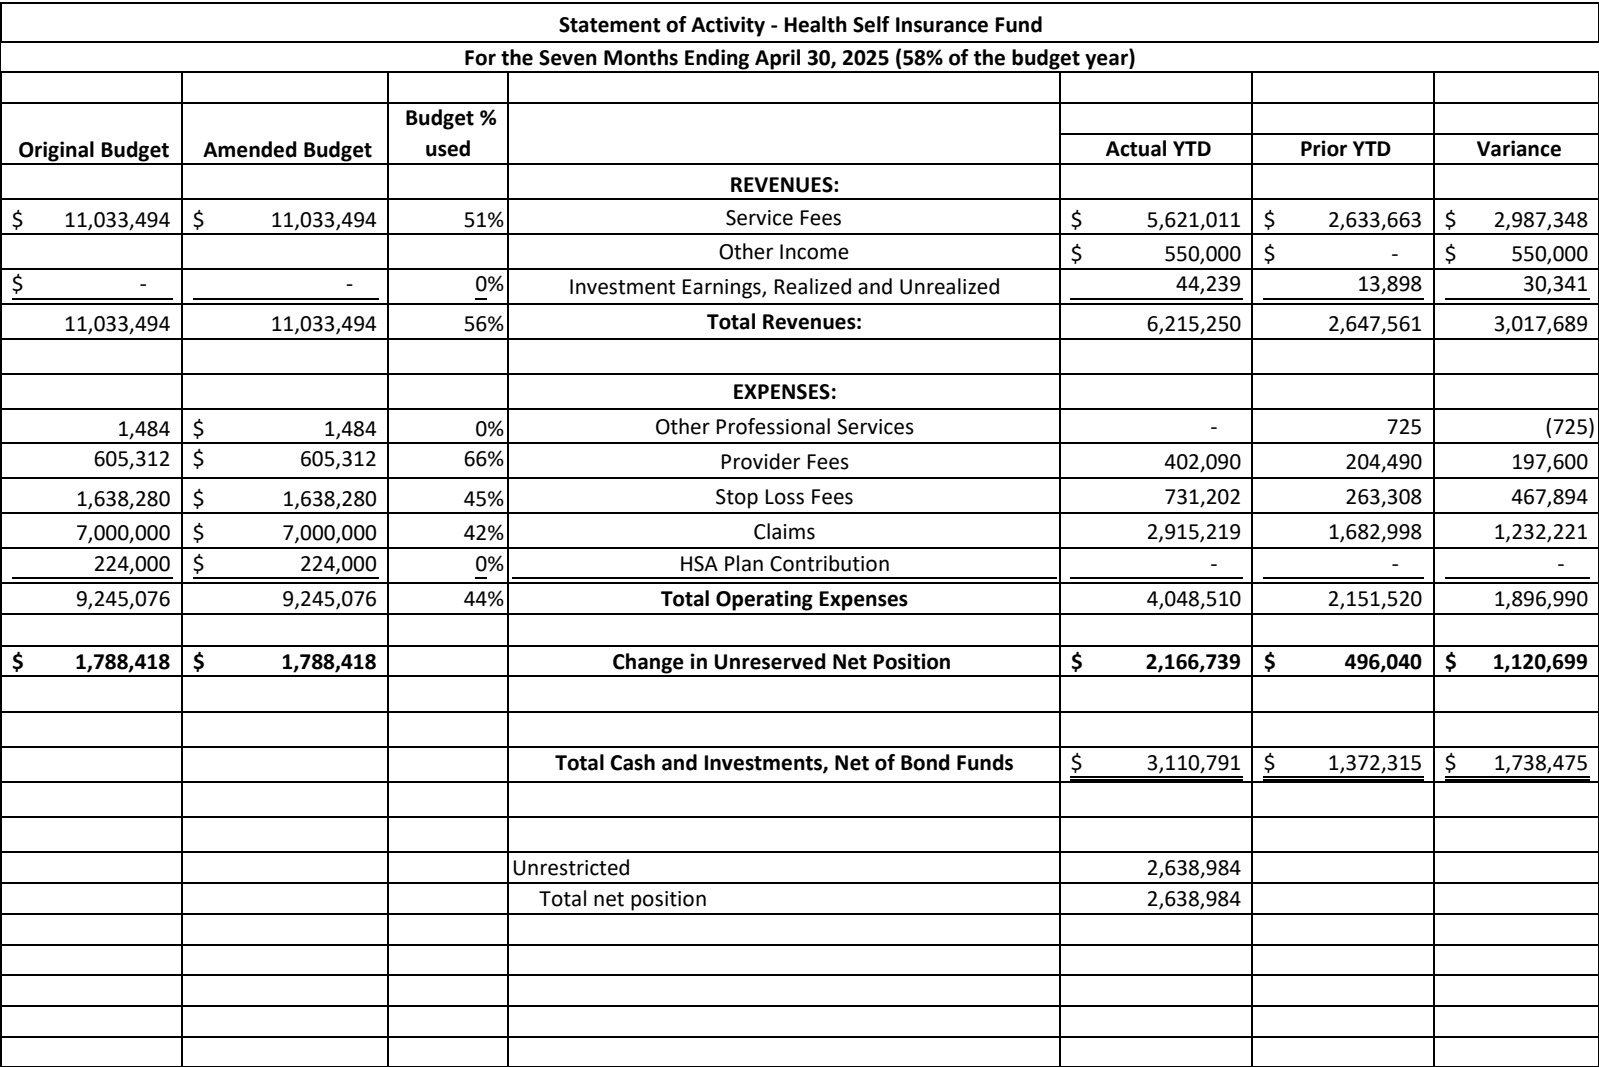 Statement of Activity - Health Self Insurance Fund
For the Seven Months Ending April 30, 2025 (58% of the budget year)
Original Budget Amended Budget Budget % used Actual YTD Prior YTD Variance
REVENUES:
$ 11,033,494 $ 11,033,494 51% Service Fees $ 5,621,011 $ 2,633,663 $ 2,987,348
Other Income $ 550,000 $ - $ 550,000
$ - - 0% Investment Earnings, Realized and Unrealized 44,239 13,898 30,341
11,033,494 11,033,494 56% Total Revenues: 6,215,250 2,647,561 3,017,689
EXPENSES:
1,484 $ 1,484 0% Other Professional Services - 725 (725)
605,312 $ 605,312 66% Provider Fees 402,090 204,490 197,600
1,638,280 $ 1,638,280 45% Stop Loss Fees 731,202 263,308 467,894
7,000,000 $ 7,000,000 42% Claims 2,915,219 1,682,998 1,232,221
224,000 $ 224,000 0% HSA Plan Contribution - - -
9,245,076 9,245,076 44% Total Operating Expenses 4,048,510 2,151,520 1,896,990
$ 1,788,418 $ 1,788,418 Change in Unreserved Net Position $ 2,166,739 $ 496,040 $ 1,120,699
Total Cash and Investments, Net of Bond Funds $ 3,110,791 $ 1,372,315 $ 1,738,475
Unrestricted 2,638,984
Total net position 2,638,984